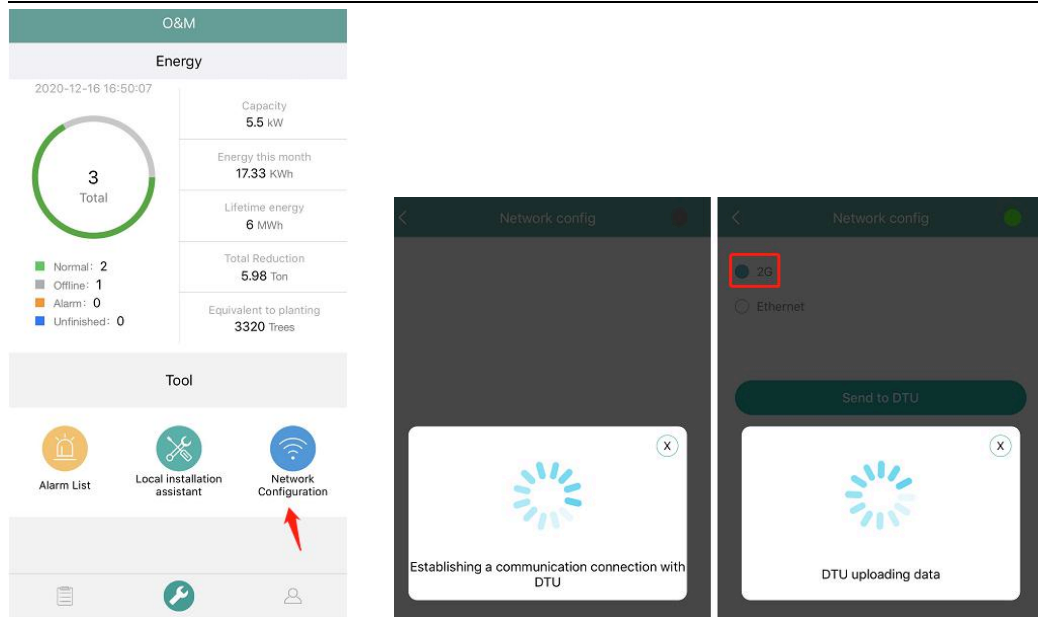 O&M
Energy
2020-12-16 16:50:07
3
Total
Normal: 2
Offline: 1
Alarm: 0
Unfinished: 0
Capacity
5.5 kW
Energy this month
17.33 KWh
Lifetime energy
6 MWh
Total Reduction
5.98 Ton
Equivalent to planting
3320 Trees
Tool
Alarm List
Local installation
assistant
Network
Configuration
Network config
X
Establishing a communication connection with
DTU
Network config
2G
Ethernet
Send to DTU
X
DTU uploading data